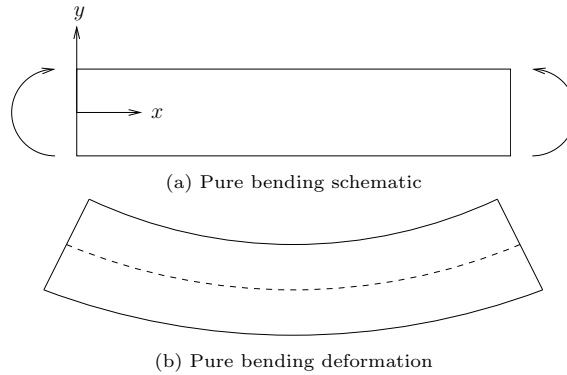 y
x
(a) Pure bending schematic
(b) Pure bending deformation